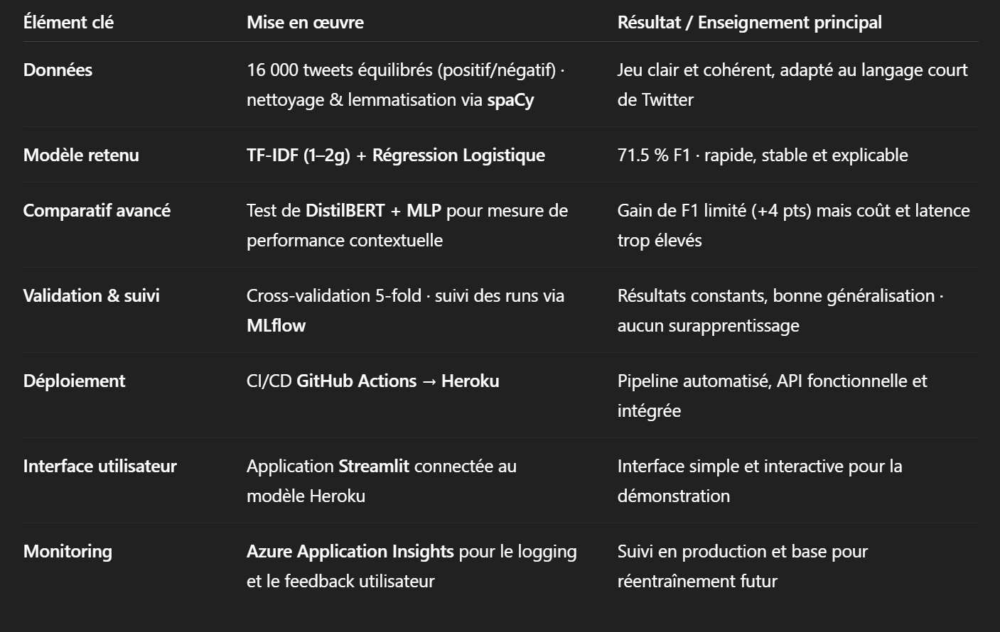 Élément clé Mise en œuvre Résultat / Enseignement principal
Données 16 000 tweets équilibrés (positif/négatif) · Jeu clair et cohérent, adapté au langage court
nettoyage & lemmatisation via spaCy de Twitter
Modèle retenu TF-IDF (1–2g) + Régression Logistique 71.5 % F1 · rapide, stable et explicable
Comparatif avancé Test de DistilBERT + MLP pour mesure de Gain de F1 limité (+4 pts) mais coût et latence
performance contextuelle trop élevés
Validation & suivi Cross-validation 5-fold · suivi des runs via Résultats constants, bonne généralisation ·
MLflow aucun surapprentissage
Déploiement CI/CD GitHub Actions → Heroku Pipeline automatisé, API fonctionnelle et
intégrée
Interface utilisateur Application Streamlit connectée au Interface simple et interactive pour la
modèle Heroku démonstration
Monitoring Azure Application Insights pour le logging Suivi en production et base pour
et le feedback utilisateur réentraînement futur